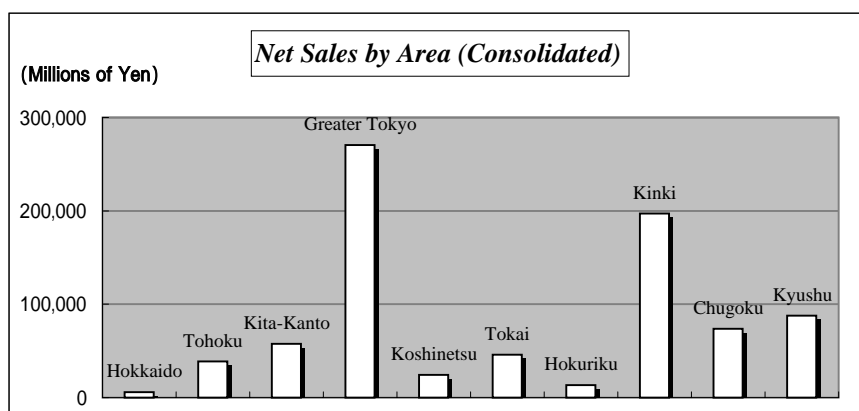 Net Sales by Area (Consolidated)
(Millions of Yen)
300,000
200,000
100,000
0
Hokkaido
Tohoku
Kita-Kanto
Greater Tokyo
Koshinetsu
Tokai
Hokuriku
Kinki
Chugoku
Kyushu